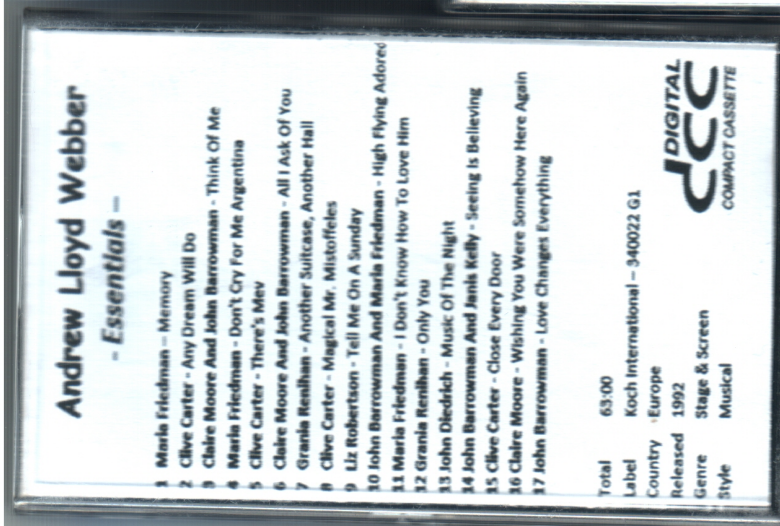 Andrew Lloyd Webber
- Essentials -
1 Maria Friedman - Memory
2 Clive Carter - Any Dream Will Do
3 Claire Moore And John Barrowman - Think Of Me
4 Maria Friedman - Don't Cry For Me Argentina
5 Clive Carter - There's Mev
6 Claire Moore And John Barrowman - All I Ask Of You
7 Grania Renihan - Another Suitcase, Another Hall
8 Clive Carter - Magical Mr. Mistoffeles
9 Liz Robertson - Tell Me On A Sunday
10 John Barrowman And Maria Friedman - High Flying Adored
11 Maria Friedman - I Don't Know How To Love Him
12 Grania Renihan - Only You
13 John Diedrich - Music Of The Night
14 John Barrowman And Janis Kelly - Seeing Is Believing
15 Clive Carter - Close Every Door
16 Claire Moore - Wishing You Were Somehow Here Again
17 John Barrowman - Love Changes Everything
Total 63:00
Label Koch International – 340022 G1
Country Europe
Released 1992
Genre Stage & Screen
Style Musical
DIGITAL
dcc
COMPACT CASSETTE